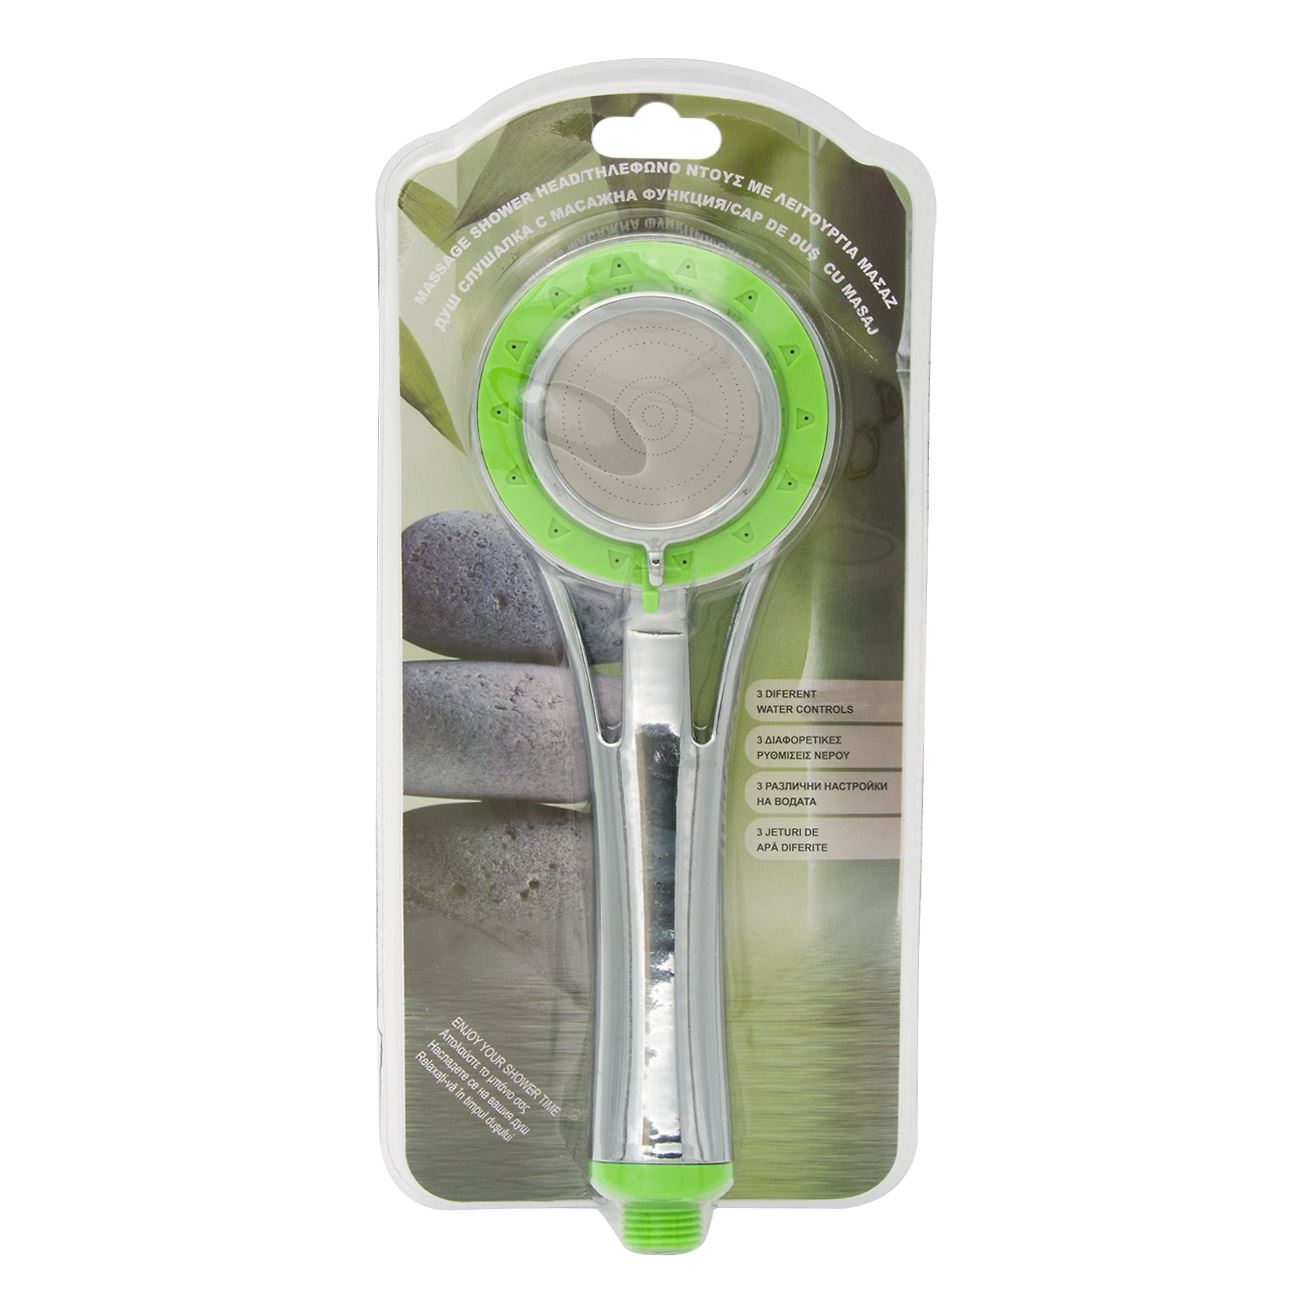 MASSAGE SHOWER HEAD/ΤΗΛΕΦΩΝΟ ΝΤΟΥΣ ΜΕ ΛΕΙΤΟΥΡΓΙΑ ΜΑΣΑΖ
ДУШ СЛУШАЛКА С МАСАЖНА ФУНКЦИЯ/CAP DE DUȘ CU MASAJ
3 DIFERENT
WATER CONTROLS
3 ΔΙΑΦΟΡΕΤΙΚΕΣ
ΡΥΘΜΙΣΕΙΣ ΝΕΡΟΥ
3 РАЗЛИЧНИ НАСТРОЙКИ
НА ВОДАТА
3 JETURI DE
APĂ DIFERITE
ENJOY YOUR SHOWER TIME
Απολαύστε το μπάνιο σας
Насладете се на вашия душ
Relaxați-vă în timpul dușului